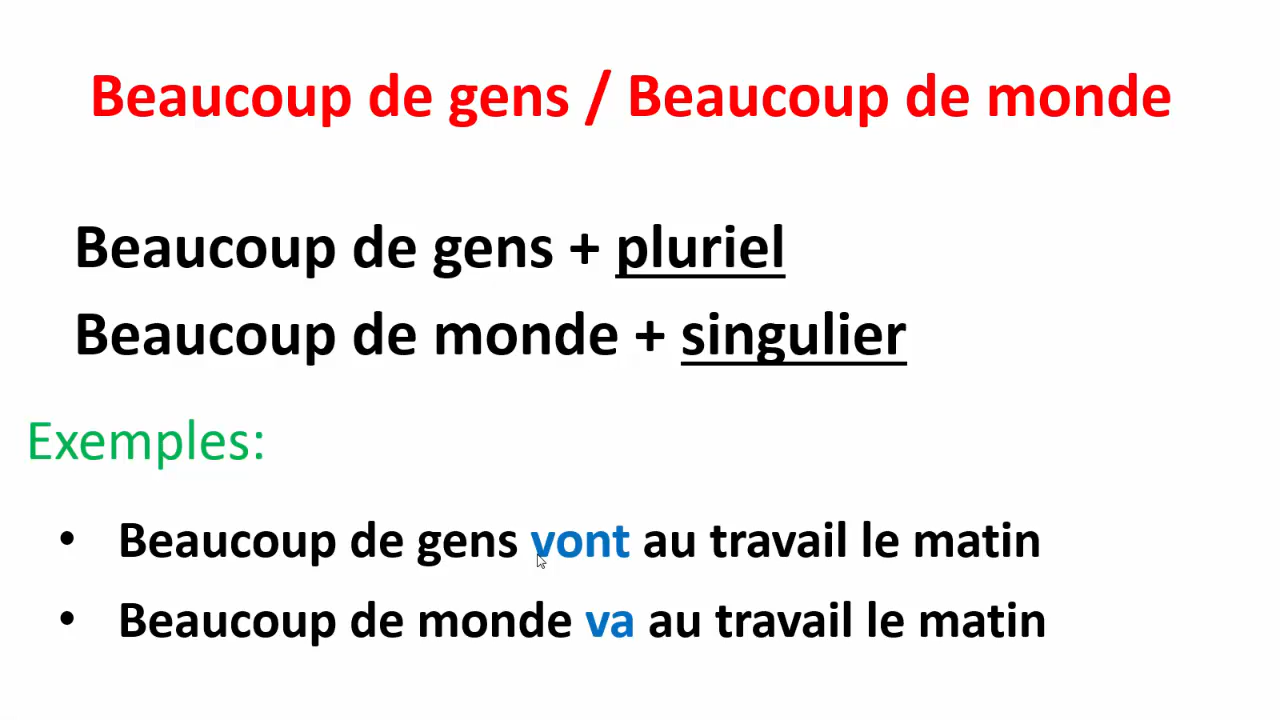 Beaucoup de gens / Beaucoup de monde
Beaucoup de gens + pluriel
Beaucoup de monde + singulier
Exemples:
• Beaucoup de gens vont au travail le matin
• Beaucoup de monde va au travail le matin